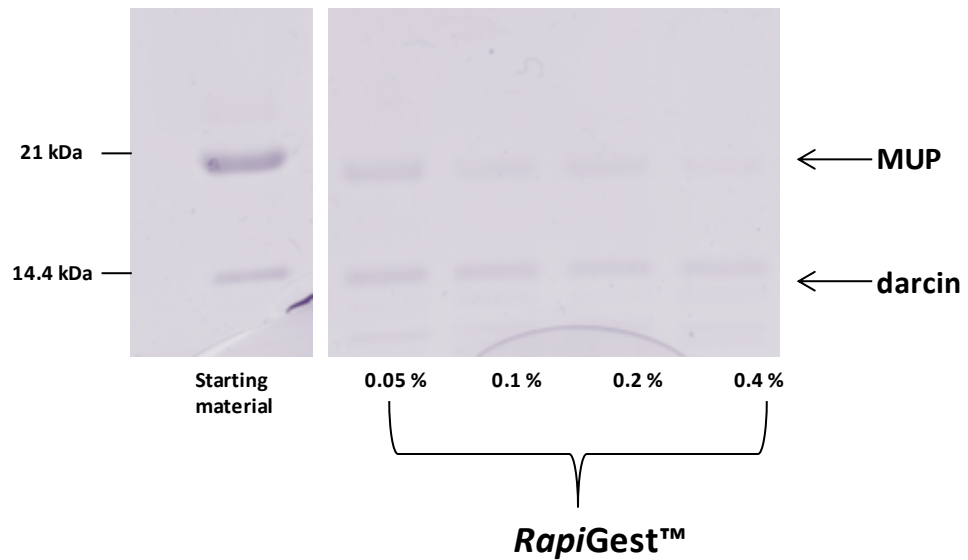 21 kDa
MUP
14.4 kDa
darcin
Starting
material
0.05 %
0.1 %
0.2 %
0.4 %
RapiGest™